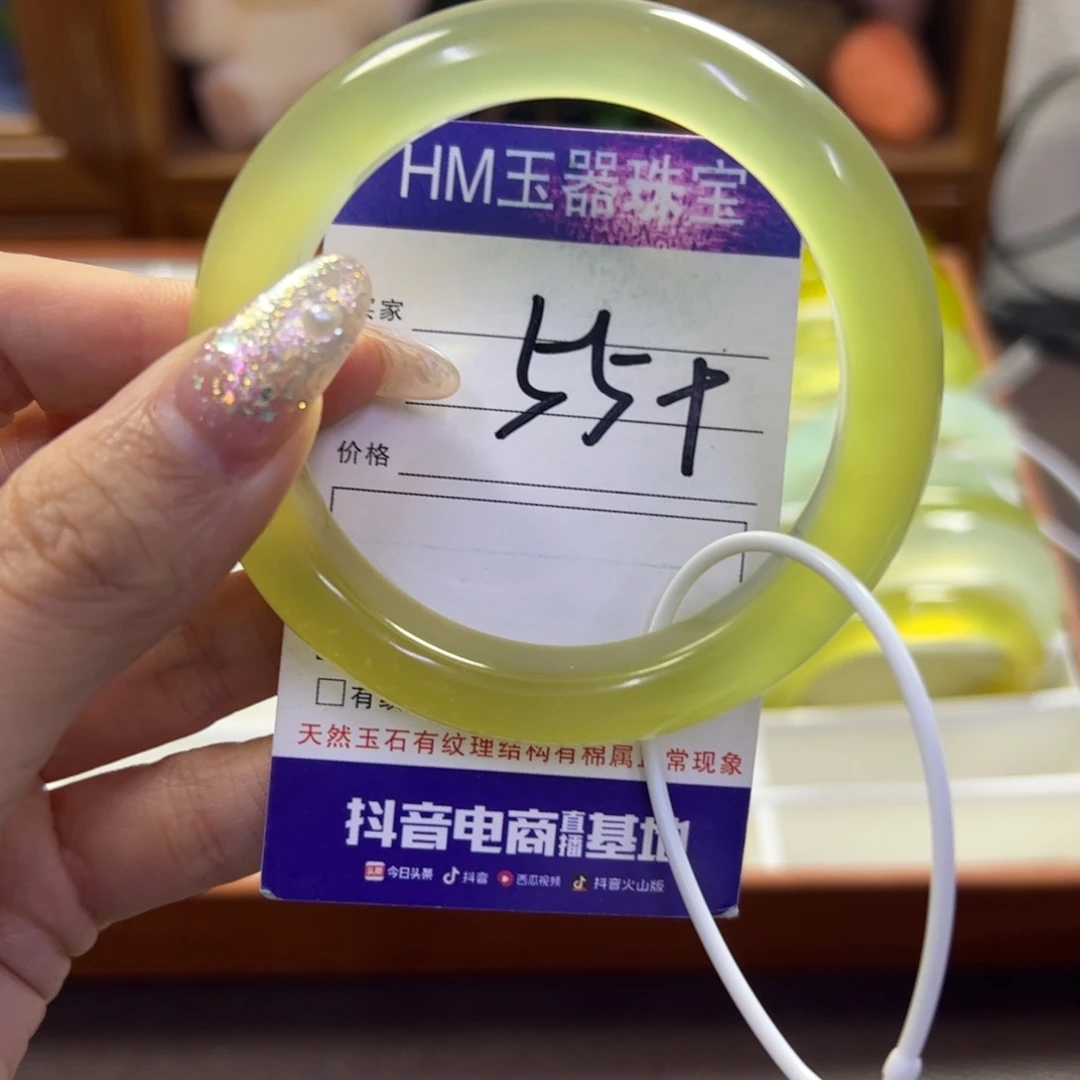 HM玉器珠宝
买家
55+
价格
天然玉石有纹理结构有棉属正常现象
抖音电商直播基地
今日头条 抖音 西瓜视频 抖音火山版